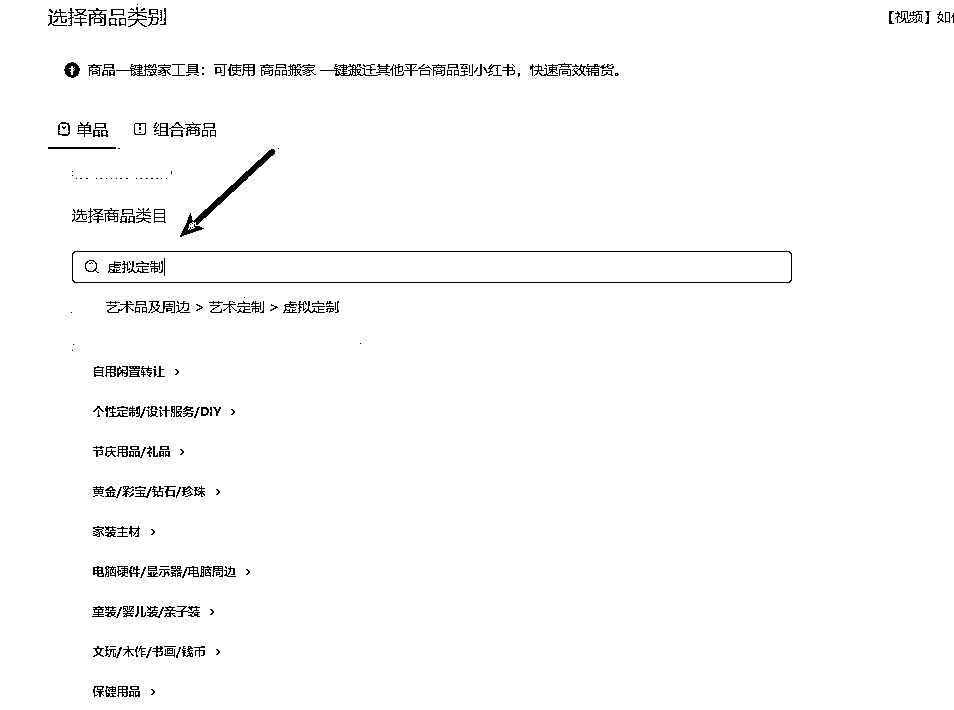 选择商品类别
【视频】如
商品一键搬家工具：可使用 商品搬家 一键搬迁其他平台商品到小红书，快速高效铺货。
单品 组合商品
选择商品类目
虚拟定制
艺术品及周边 > 艺术定制 > 虚拟定制
自用闲置转让 >
个性定制/设计服务/DIY >
节庆用品/礼品 >
黄金/彩宝/钻石/珍珠 >
家装主材 >
电脑硬件/显示器/电脑周边 >
童装/婴儿装/亲子装 >
文玩/木作/书画/钱币 >
保健用品 >